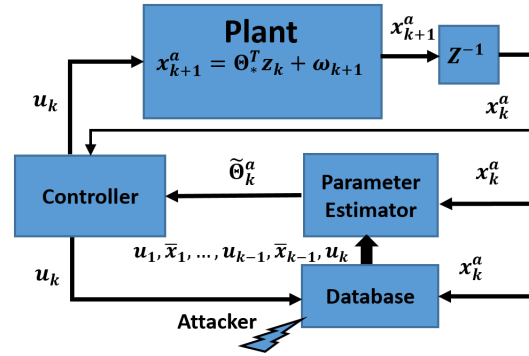 Plant
x^a_{k+1} = Θ^T_* z_k + ω_{k+1}
x^a_{k+1}
Z^{-1}
u_k
x^a_k
Controller
Θ̃^a_k
Parameter
Estimator
x^a_k
u_1, x̅_1, ..., u_{k-1}, x̅_{k-1}, u_k
u_k
Database
x^a_k
Attacker